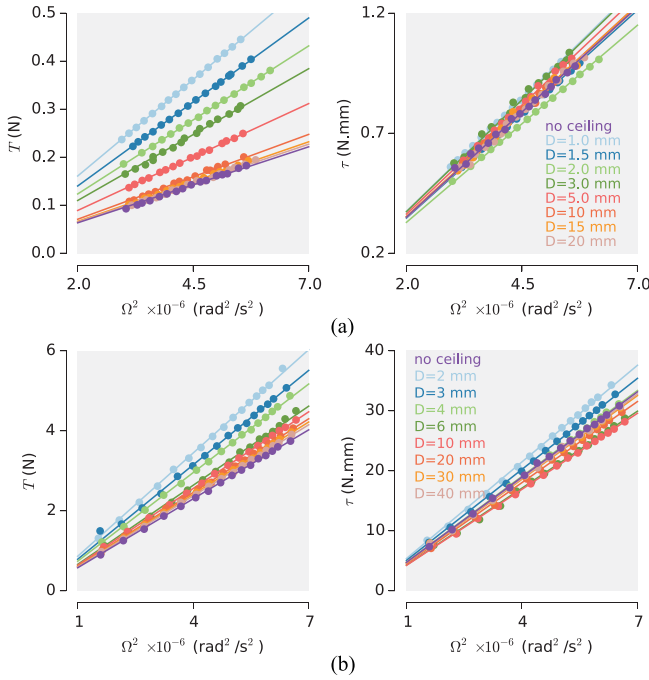 0.5
0.4
0.3
0.2
0.1
0.0
T (N)
2.0
4.5
7.0
Ω² ×10⁻⁶ (rad² /s² )
1.2
0.7
0.2
τ (N.mm)
no ceiling
D=1.0 mm
D=1.5 mm
D=2.0 mm
D=3.0 mm
D=5.0 mm
D=10 mm
D=15 mm
D=20 mm
2.0
4.5
7.0
Ω² ×10⁻⁶ (rad² /s² )
(a)
6
4
2
0
T (N)
1
4
7
Ω² ×10⁻⁶ (rad² /s² )
40
30
20
10
0
τ (N.mm)
no ceiling
D=2 mm
D=3 mm
D=4 mm
D=6 mm
D=10 mm
D=20 mm
D=30 mm
D=40 mm
1
4
7
Ω² ×10⁻⁶ (rad² /s² )
(b)